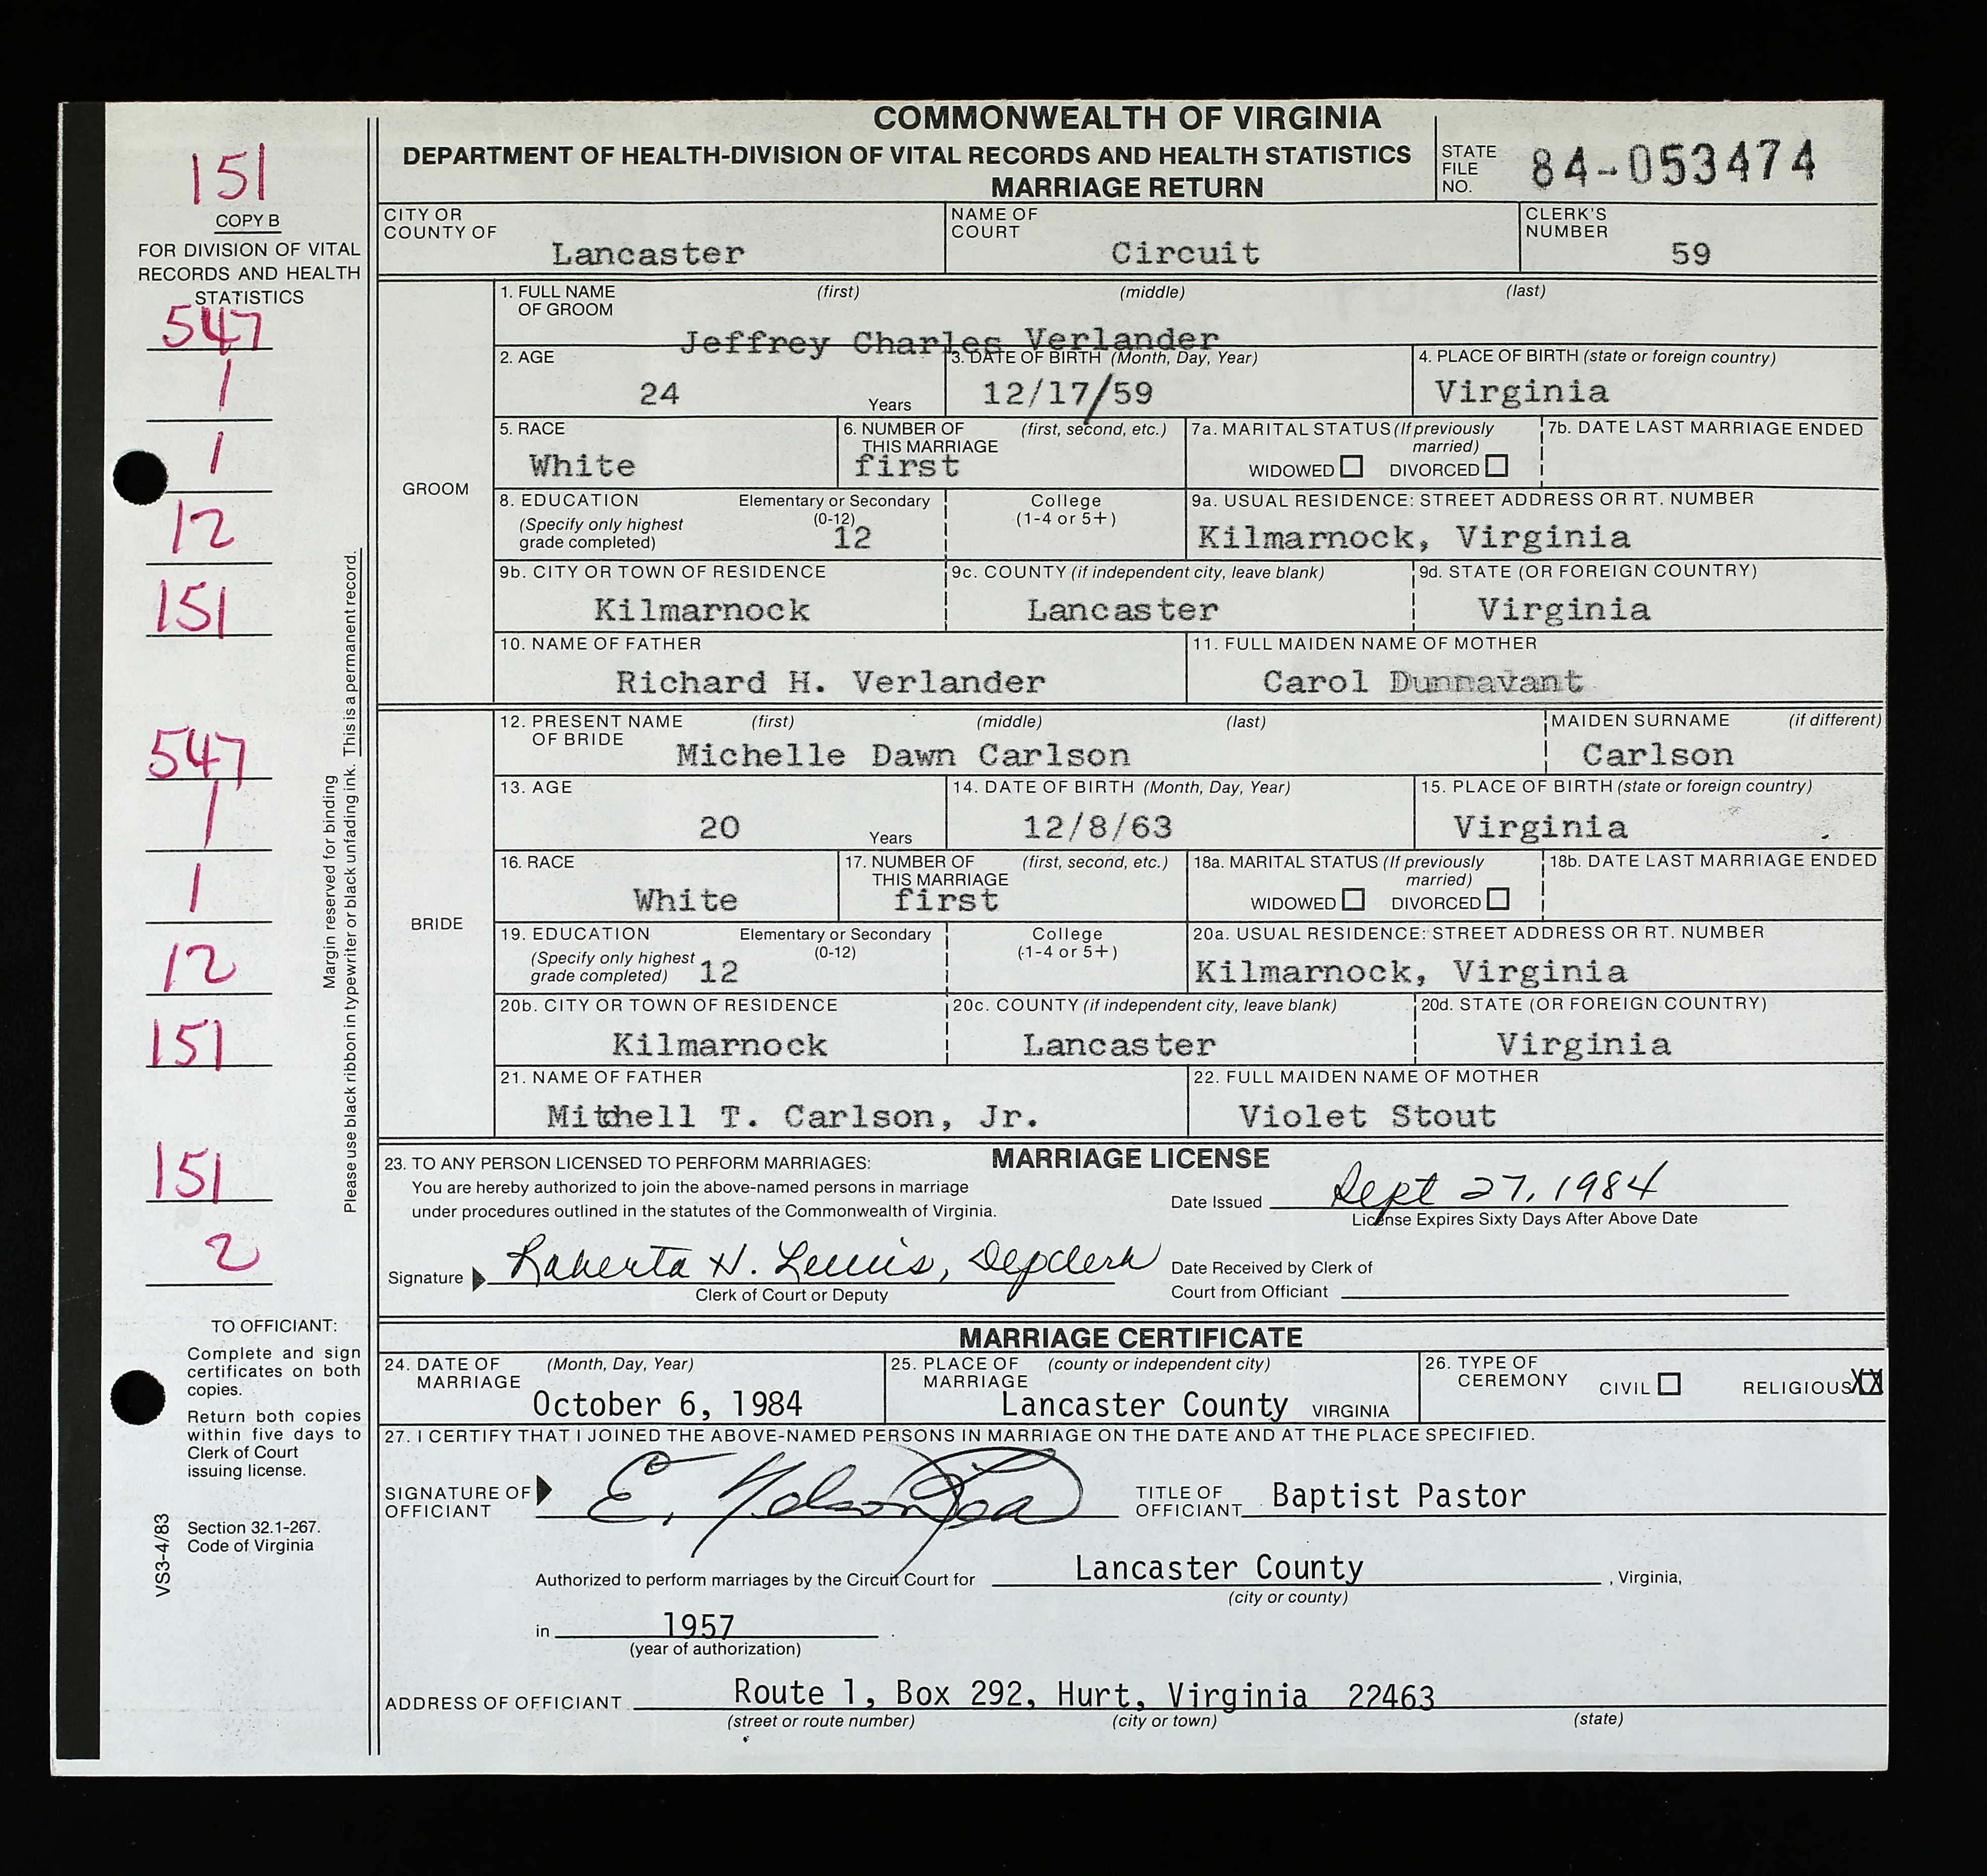 COMMONWEALTH OF VIRGINIA
DEPARTMENT OF HEALTH-DIVISION OF VITAL RECORDS AND HEALTH STATISTICS
MARRIAGE RETURN
STATE FILE NO. 84-053474
151
COPY B
FOR DIVISION OF VITAL
RECORDS AND HEALTH
STATISTICS
547
1
1
12
151
547
1
1
12
151
151
2
Margin reserved for binding
Please use black ribbon in typewriter or black unfading ink. This is a permanent record.
TO OFFICIANT:
Complete and sign
certificates on both
copies.
Return both copies
within five days to
Clerk of Court
issuing license.
Section 32.1-267.
Code of Virginia
VS3-4/83
CITY OR COUNTY OF Lancaster
NAME OF COURT Circuit
CLERK'S NUMBER 59
GROOM
1. FULL NAME OF GROOM (first) (middle) (last)
Jeffrey Charles Verlander
2. AGE 24 Years
3. DATE OF BIRTH (Month, Day, Year) 12/17/59
4. PLACE OF BIRTH (state or foreign country) Virginia
5. RACE White
6. NUMBER OF THIS MARRIAGE (first, second, etc.) first
7a. MARITAL STATUS (If previously married) WIDOWED DIVORCED
7b. DATE LAST MARRIAGE ENDED
8. EDUCATION (Specify only highest grade completed) Elementary or Secondary (0-12) 12 College (1-4 or 5+)
9a. USUAL RESIDENCE: STREET ADDRESS OR RT. NUMBER Kilmarnock, Virginia
9b. CITY OR TOWN OF RESIDENCE Kilmarnock
9c. COUNTY (if independent city, leave blank) Lancaster
9d. STATE (OR FOREIGN COUNTRY) Virginia
10. NAME OF FATHER Richard H. Verlander
11. FULL MAIDEN NAME OF MOTHER Carol Dunnavant
BRIDE
12. PRESENT NAME OF BRIDE (first) (middle) (last) Michelle Dawn Carlson
MAIDEN SURNAME (if different) Carlson
13. AGE 20 Years
14. DATE OF BIRTH (Month, Day, Year) 12/8/63
15. PLACE OF BIRTH (state or foreign country) Virginia
16. RACE White
17. NUMBER OF THIS MARRIAGE (first, second, etc.) first
18a. MARITAL STATUS (If previously married) WIDOWED DIVORCED
18b. DATE LAST MARRIAGE ENDED
19. EDUCATION (Specify only highest grade completed) 12 Elementary or Secondary (0-12) College (1-4 or 5+)
20a. USUAL RESIDENCE: STREET ADDRESS OR RT. NUMBER Kilmarnock, Virginia
20b. CITY OR TOWN OF RESIDENCE Kilmarnock
20c. COUNTY (if independent city, leave blank) Lancaster
20d. STATE (OR FOREIGN COUNTRY) Virginia
21. NAME OF FATHER Mitchell T. Carlson, Jr.
22. FULL MAIDEN NAME OF MOTHER Violet Stout
MARRIAGE LICENSE
23. TO ANY PERSON LICENSED TO PERFORM MARRIAGES:
You are hereby authorized to join the above-named persons in marriage
under procedures outlined in the statutes of the Commonwealth of Virginia.
Date Issued Sept 27, 1984
License Expires Sixty Days After Above Date
Signature Roberta H. Lewis, Depclerk
Clerk of Court or Deputy
Date Received by Clerk of
Court from Officiant
MARRIAGE CERTIFICATE
24. DATE OF MARRIAGE (Month, Day, Year) October 6, 1984
25. PLACE OF MARRIAGE (county or independent city) Lancaster County VIRGINIA
26. TYPE OF CEREMONY CIVIL RELIGIOUS XX
27. I CERTIFY THAT I JOINED THE ABOVE-NAMED PERSONS IN MARRIAGE ON THE DATE AND AT THE PLACE SPECIFIED.
SIGNATURE OF OFFICIANT E.
TITLE OF OFFICIANT Baptist Pastor
Authorized to perform marriages by the Circuit Court for Lancaster County , Virginia,
(city or county)
in 1957
(year of authorization)
ADDRESS OF OFFICIANT Route 1, Box 292, Hurt, Virginia 22463
(street or route number) (city or town) (state)